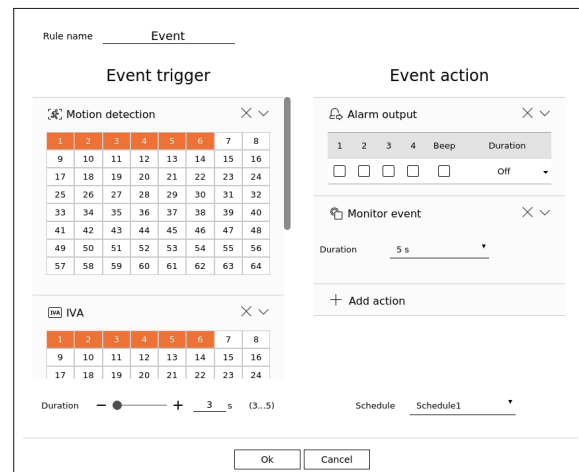 Rule name Event
Event trigger
Motion detection
1 2 3 4 5 6 7 8
9 10 11 12 13 14 15 16
17 18 19 20 21 22 23 24
25 26 27 28 29 30 31 32
33 34 35 36 37 38 39 40
41 42 43 44 45 46 47 48
49 50 51 52 53 54 55 56
57 58 59 60 61 62 63 64
IVA IVA
1 2 3 4 5 6 7 8
9 10 11 12 13 14 15 16
17 18 19 20 21 22 23 24
Duration 3 s (3...5)
Event action
Alarm output
1 2 3 4 Beep Duration
Off
Monitor event
Duration 5 s
Add action
Schedule Schedule1
Ok Cancel